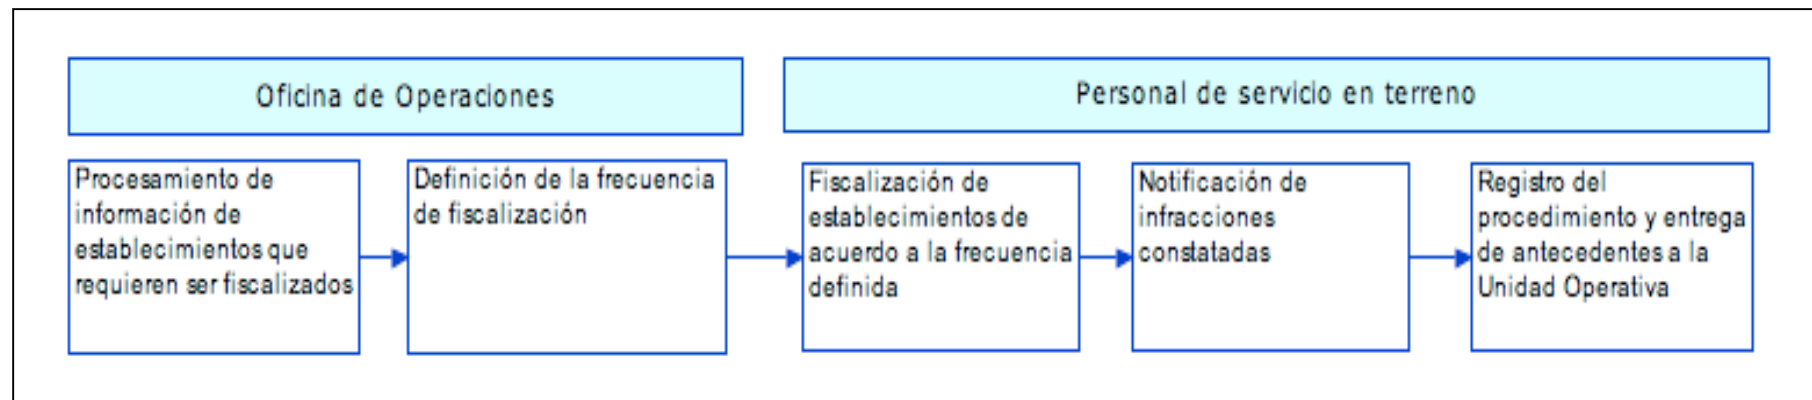 Oficina de Operaciones
Personal de servicio en terreno
Procesamiento de
información de
establecimientos que
requieren ser fiscalizados
Definición de la frecuencia
de fiscalización
Fiscalización de
establecimientos de
acuerdo a la frecuencia
definida
Notificación de
infracciones
constatadas
Registro del
procedimiento y entrega
de antecedentes a la
Unidad Operativa